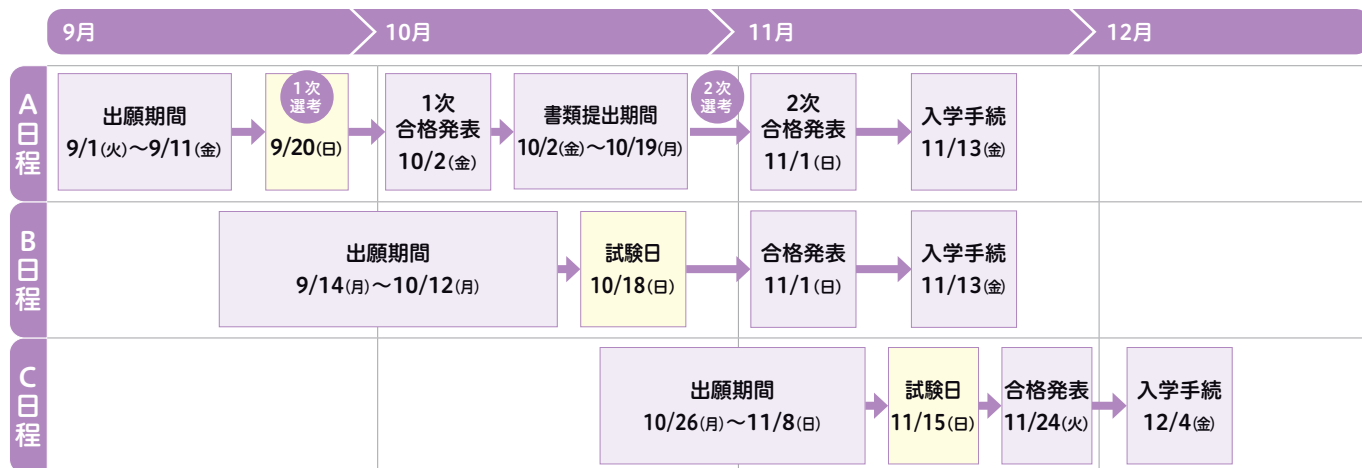 9月
10月
11月
12月
A日程
出願期間
9/1(火)～9/11(金)
1次
選考
9/20(日)
1次
合格発表
10/2(金)
書類提出期間
10/2(金)～10/19(月)
2次
選考
2次
合格発表
11/1(日)
入学手続
11/13(金)
B日程
出願期間
9/14(月)～10/12(月)
試験日
10/18(日)
合格発表
11/1(日)
入学手続
11/13(金)
C日程
出願期間
10/26(月)～11/8(日)
試験日
11/15(日)
合格発表
11/24(火)
入学手続
12/4(金)